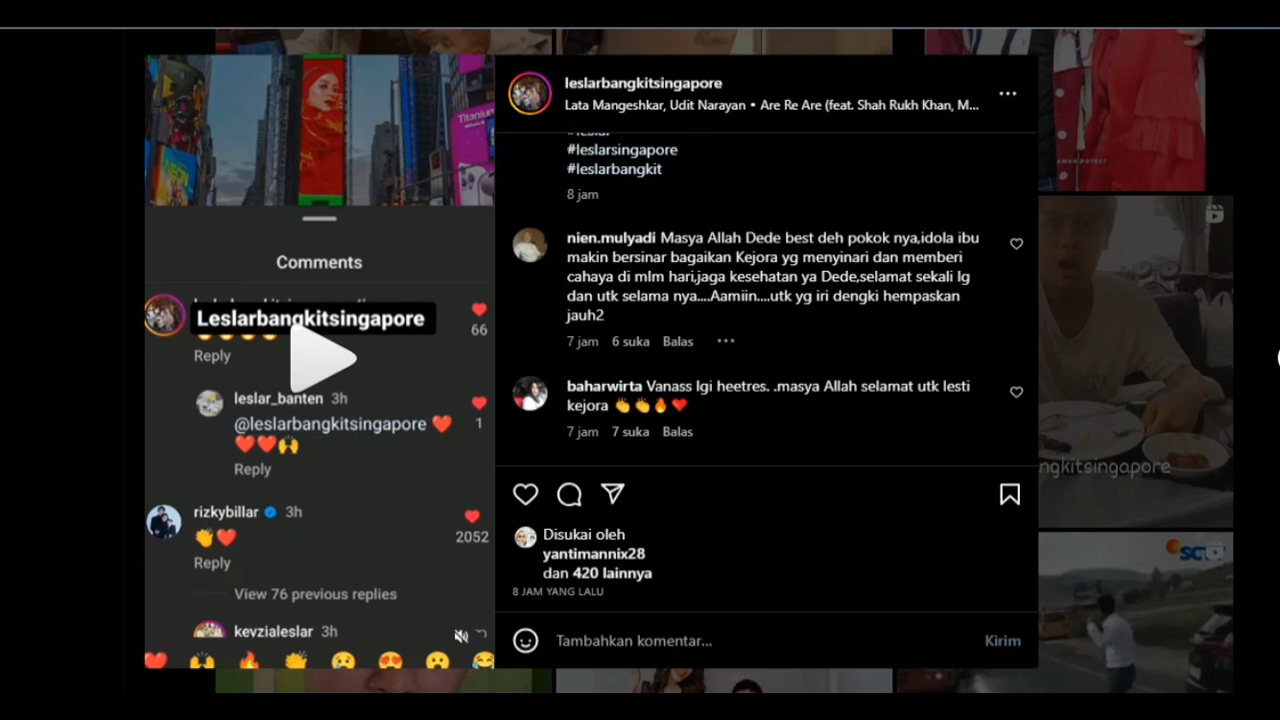 leslarbangkitsingapore
Lata Mangeshkar, Udit Narayan • Are Re Are (feat. Shah Rukh Khan, M...
#leslar
#leslarsingapore
#leslarbangkit
8 jam
nien.mulyadi Masya Allah Dede best deh pokok nya,idola ibu
makin bersinar bagaikan Kejora yg menyinari dan memberi
cahaya di mlm hari,jaga kesehatan ya Dede,selamat sekali lg
dan utk selama nya....Aamiin....utk yg iri dengki hempaskan
jauh2
7 jam 6 suka Balas
baharwirta Vanass lgi heetres. .masya Allah selamat utk lesti
kejora 👏👏🔥❤️
7 jam 7 suka Balas
Disukai oleh
yantimannix28
dan 420 lainnya
8 JAM YANG LALU
Tambahkan komentar...
Kirim
Titanium
Comments
Leslarbangkitsingapore
66
Reply
leslar_banten 3h
@leslarbangkitsingapore ❤️
❤️❤️🙌
1
Reply
rizkybillar 3h
👏❤️
2052
Reply
View 76 previous replies
kevzialeslar 3h
ngkitsingapore
SCTV